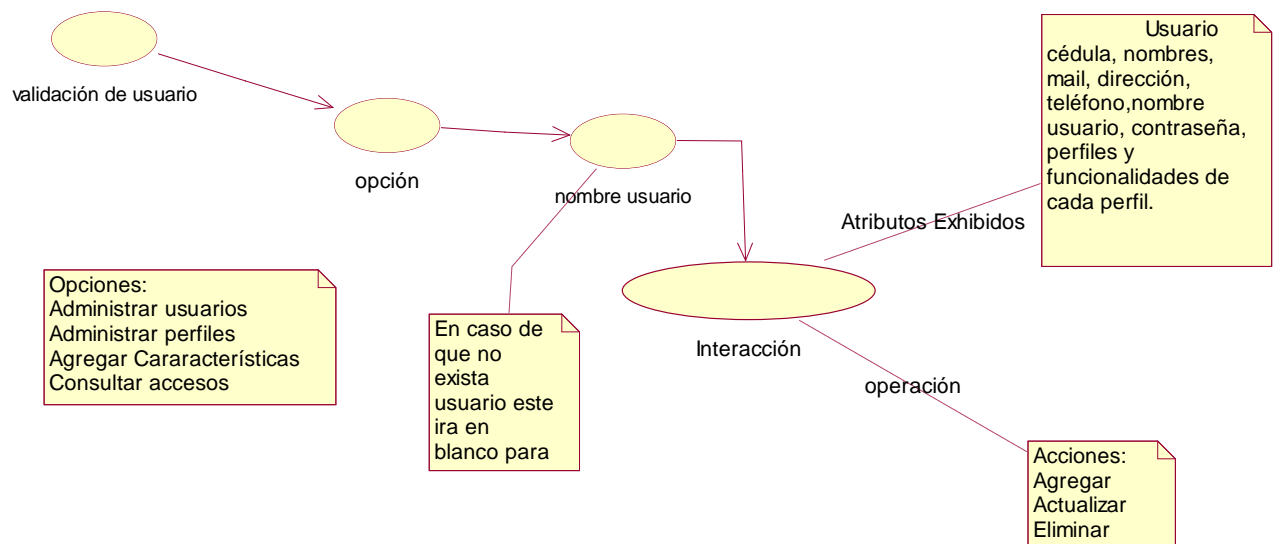 validación de usuario
opción
nombre usuario
Interacción
Atributos Exhibidos
operación
Usuario
cédula, nombres,
mail, dirección,
teléfono,nombre
usuario, contraseña,
perfiles y
funcionalidades de
cada perfil.
Opciones:
Administrar usuarios
Administrar perfiles
Agregar Cararacterísticas
Consultar accesos
En caso de
que no
exista
usuario este
ira en
blanco para
Acciones:
Agregar
Actualizar
Eliminar